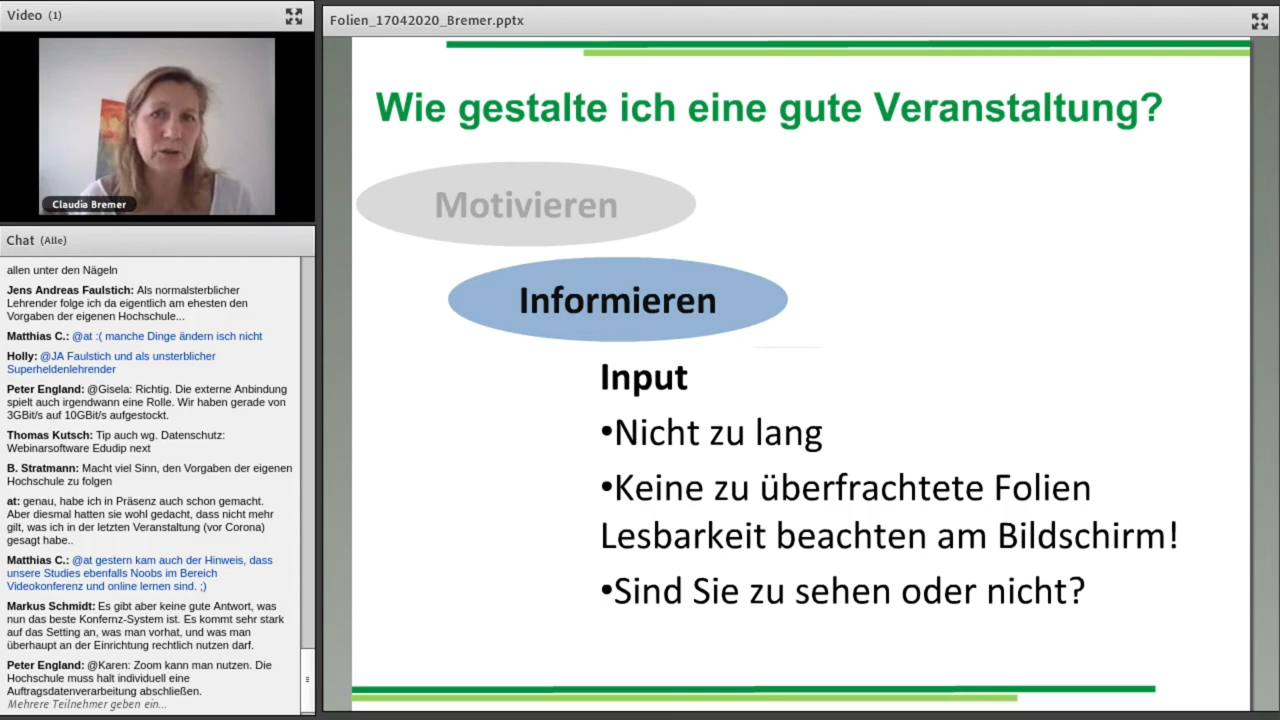 Video (1)
Claudia Bremer
Chat (Alle)
allen unter den Nägeln
Jens Andreas Faulstich: Als normalsterblicher
Lehrender folge ich da eigentlich am ehesten den
Vorgaben der eigenen Hochschule...
Matthias C.: @at :( manche Dinge ändern isch nicht
Holly: @JA Faulstich und als unsterblicher
Superheldenlehrender
Peter England: @Gisela: Richtig. Die externe Anbindung
spielt auch irgendwann eine Rolle. Wir haben gerade von
3GBit/s auf 10GBit/s aufgestockt.
Thomas Kutsch: Tip auch wg. Datenschutz:
Webinarsoftware Edudip next
B. Stratmann: Macht viel Sinn, den Vorgaben der eigenen
Hochschule zu folgen
at: genau, habe ich in Präsenz auch schon gemacht.
Aber diesmal hatten sie wohl gedacht, dass nicht mehr
gilt, was ich in der letzten Veranstaltung (vor Corona)
gesagt habe..
Matthias C.: @at gestern kam auch der Hinweis, dass
unsere Studies ebenfalls Noobs im Bereich
Videokonferenz und online lernen sind. ;)
Markus Schmidt: Es gibt aber keine gute Antwort, was
nun das beste Konfernz-System ist. Es kommt sehr stark
auf das Setting an, was man vorhat, und was man
überhaupt an der Einrichtung rechtlich nutzen darf.
Peter England: @Karen: Zoom kann man nutzen. Die
Hochschule muss halt individuell eine
Auftragsdatenverarbeitung abschließen.
Mehrere Teilnehmer geben ein...
Folien_17042020_Bremer.pptx
Wie gestalte ich eine gute Veranstaltung?
Motivieren
Informieren
Input
•Nicht zu lang
•Keine zu überfrachtete Folien
Lesbarkeit beachten am Bildschirm!
•Sind Sie zu sehen oder nicht?